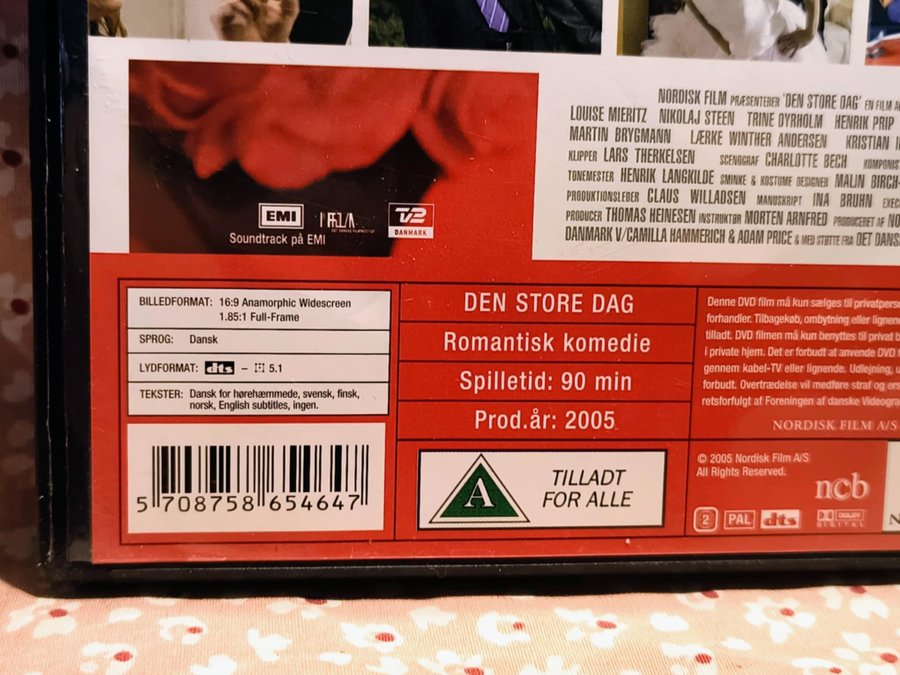 NORDISK FILM PRÆSENTERER 'DEN STORE DAG' EN FILM
LOUISE MIERITZ NIKOLAJ STEEN TRINE DYRHOLM HENRIK PRIP
MARTIN BRYGMANN LÆRKE WINTHER ANDERSEN KRISTIAN
KLIPPER LARS THERKELSEN SCENOGRAF CHARLOTTE BECH KOMPONIST
TONEMESTER HENRIK LANGKILDE SMINKE & KOSTUME DESIGNER MALIN BIRCH-
PRODUKTIONSLEDER CLAUS WILLADSEN MANUSKRIPT INA BRUHN
PRODUCER THOMAS HEINESEN INSTRUKTØR MORTEN ARNFRED PRODUCERET AF
DANMARK V/CAMILLA HAMMERICH & ADAM PRICE & MED STØTTE FRA DET
EMI
TV2
DANMARK
Soundtrack på EMI
BILLEDFORMAT: 16:9 Anamorphic Widescreen
1.85:1 Full-Frame
SPROG: Dansk
LYDFORMAT: dts – 5.1
TEKSTER: Dansk for hørehæmmede, svensk, finsk,
norsk, English subtitles, ingen.
5 708758 654647
DEN STORE DAG
Romantisk komedie
Spilletid: 90 min
Prod.år: 2005
A
TILLADT
FOR ALLE
Denne DVD film må kun sælges til
forhandler. Tilbagekøb, ombytning eller
tilladt. DVD filmen må kun benyttes til privat
i private hjem. Det er forbudt at anvende DVD
gennem kabel-TV eller lignende. Udlejning,
forbudt. Overtrædelse vil medføre straf og
retsforfulgt af Foreningen af danske
NORDISK FILM A/S
© 2005 Nordisk Film A/S
All Rights Reserved.
ncb
2 PAL dts DOLBY
DIGITAL